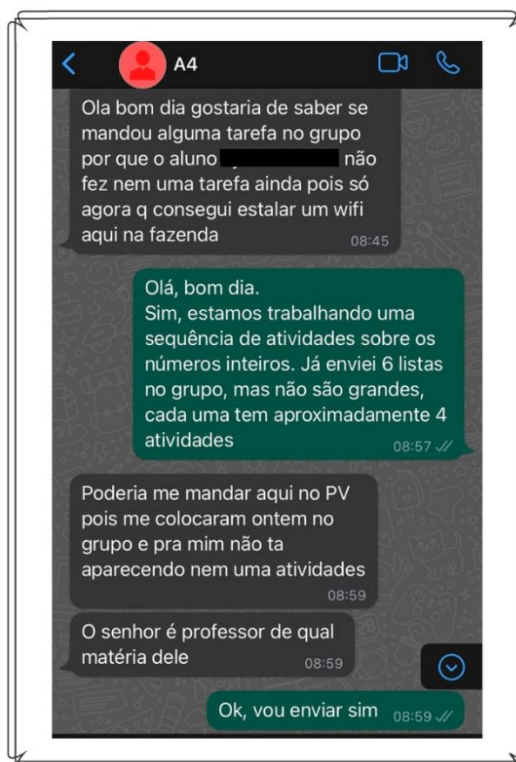 A4
Ola bom dia gostaria de saber se
mandou alguma tarefa no grupo
por que o aluno não
fez nem uma tarefa ainda pois só
agora q consegui estalar um wifi
aqui na fazenda
08:45
Olá, bom dia.
Sim, estamos trabalhando uma
sequência de atividades sobre os
números inteiros. Já enviei 6 listas
no grupo, mas não são grandes,
cada uma tem aproximadamente 4
atividades
08:57
Poderia me mandar aqui no PV
pois me colocaram ontem no
grupo e pra mim não ta
aparecendo nem uma atividades
08:59
O senhor é professor de qual
matéria dele
08:59
Ok, vou enviar sim 08:59